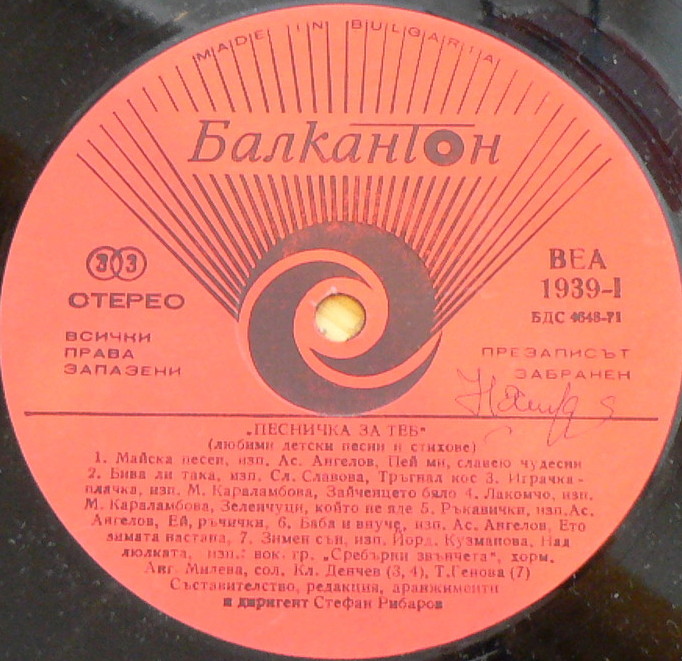 MADE IN BULGARIA
Балкантон
33
СТЕРЕО
ВСИЧКИ
ПРАВА
ЗАПАЗЕНИ
ВЕА
1939-I
БДС 4648-71
ПРЕЗАПИСЪТ
ЗАБРАНЕН
„ПЕСНИЧКА ЗА ТЕБ"
(любими детски песни и стихове)
1. Майска песен, изп. Ас. Ангелов, Пей ми, славею чудесни
2. Бива ли така, изп. Сл. Славова, Тръгнал кос 3. Играчка-
плачка, изп. М. Караламбова, Зайченцето бяло 4. Лакомчо, изп.
М. Караламбова, Зеленчуци, който не яде 5. Ръкавички, изп.Ас.
Ангелов, Ей, ръчички, 6. Баба и внуче, изп. Ас. Ангелов, Ето
зимата настана, 7. Зимен сън, изп. Йорд. Кузманова, Над
люлката, изп.: вок. гр. „Сребърни звънчета", хорм.
Анг. Милева, сол. Кл. Денчев (3, 4), Т.Генова (7)
Съставителство, редакция, аранжименти
и диригент Стефан Рибаров